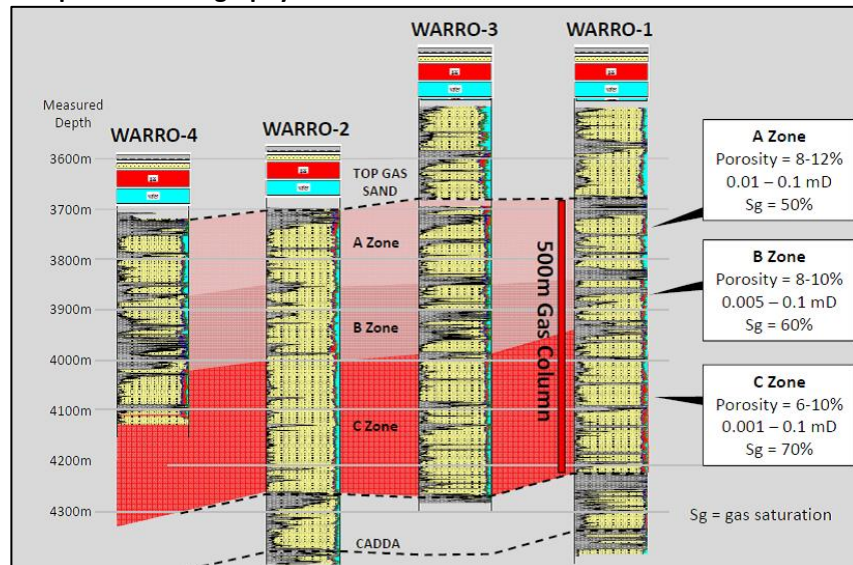 WARRO-3
WARRO-1
WARRO-4
WARRO-2
Measured
Depth
3600m
3700m
3800m
3900m
4000m
4100m
4200m
4300m
TOP GAS
SAND
A Zone
B Zone
C Zone
500m Gas Column
CADDA
A Zone
Porosity = 8-12%
0.01 – 0.1 mD
Sg = 50%
B Zone
Porosity = 8-10%
0.005 - 0.1 mD
Sg = 60%
C Zone
Porosity = 6-10%
0.001 - 0.1 mD
Sg = 70%
Sg = gas saturation